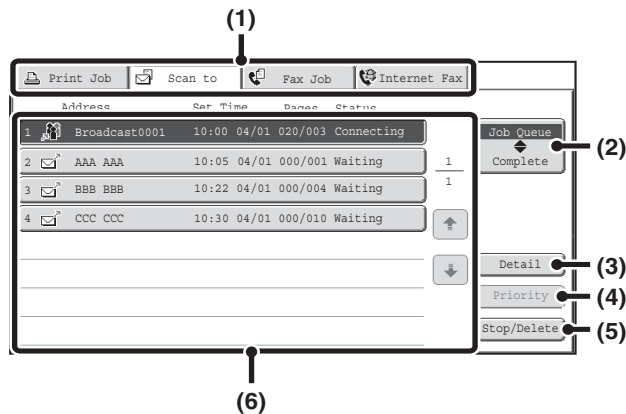 (1)
Print Job Scan to Fax Job Internet Fax
Address Set Time Pages Status
1 Broadcast0001 10:00 04/01 020/003 Connecting
2 AAA AAA 10:05 04/01 000/001 Waiting
3 BBB BBB 10:22 04/01 000/004 Waiting
4 CCC CCC 10:30 04/01 000/010 Waiting
1
1
Job Queue
Complete
(2)
Detail (3)
Priority (4)
Stop/Delete (5)
(6)